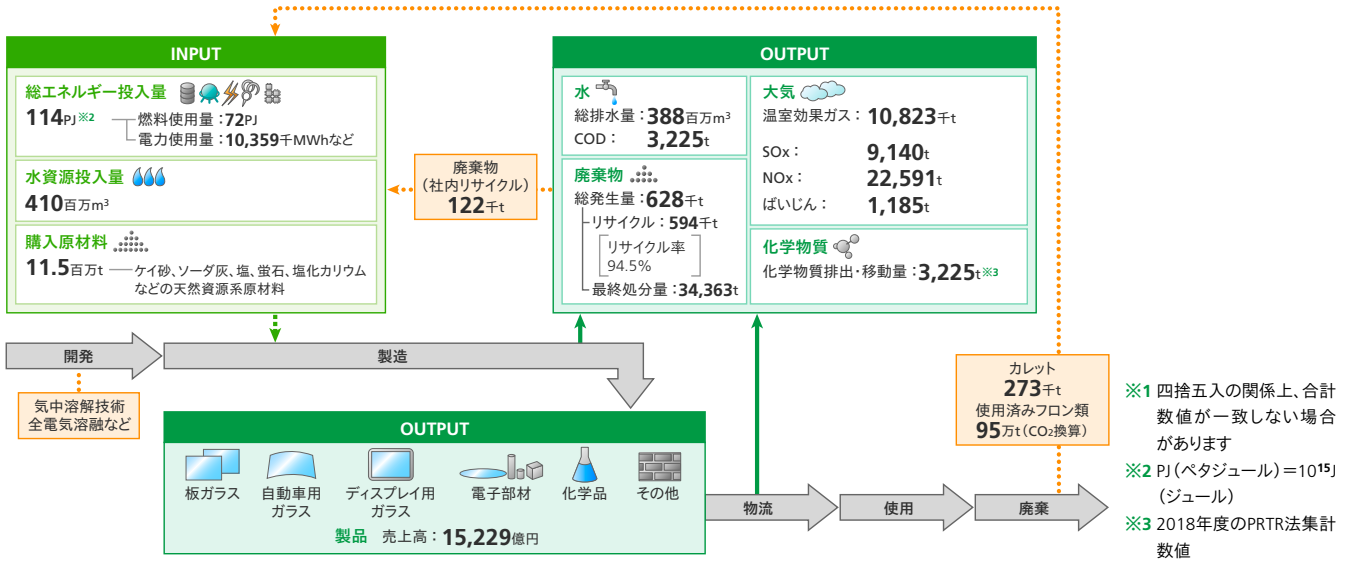 INPUT
総エネルギー投入量
114PJ※2
燃料使用量：72PJ
電力使用量：10,359千MWhなど
水資源投入量
410百万m³
購入原材料
11.5百万t
ケイ砂、ソーダ灰、塩、蛍石、塩化カリウム
などの天然資源系原材料
廃棄物
（社内リサイクル）
122千t
OUTPUT
水
総排水量：388百万m³
COD： 3,225t
廃棄物
総発生量：628千t
リサイクル：594千t
リサイクル率
94.5%
最終処分量：34,363t
大気
温室効果ガス：10,823千t
SOx： 9,140t
NOx： 22,591t
ばいじん： 1,185t
化学物質
化学物質排出・移動量：3,225t※3
開発
製造
気中溶解技術
全電気溶融など
OUTPUT
板ガラス
自動車用
ガラス
ディスプレイ用
ガラス
電子部材
化学品
その他
製品 売上高：15,229億円
物流
使用
廃棄
カレット
273千t
使用済みフロン類
95万t（CO₂換算）
※1 四捨五入の関係上、合計
数値が一致しない場合
があります
※2 PJ（ペタジュール）＝10¹⁵J
（ジュール）
※3 2018年度のPRTR法集計
数値